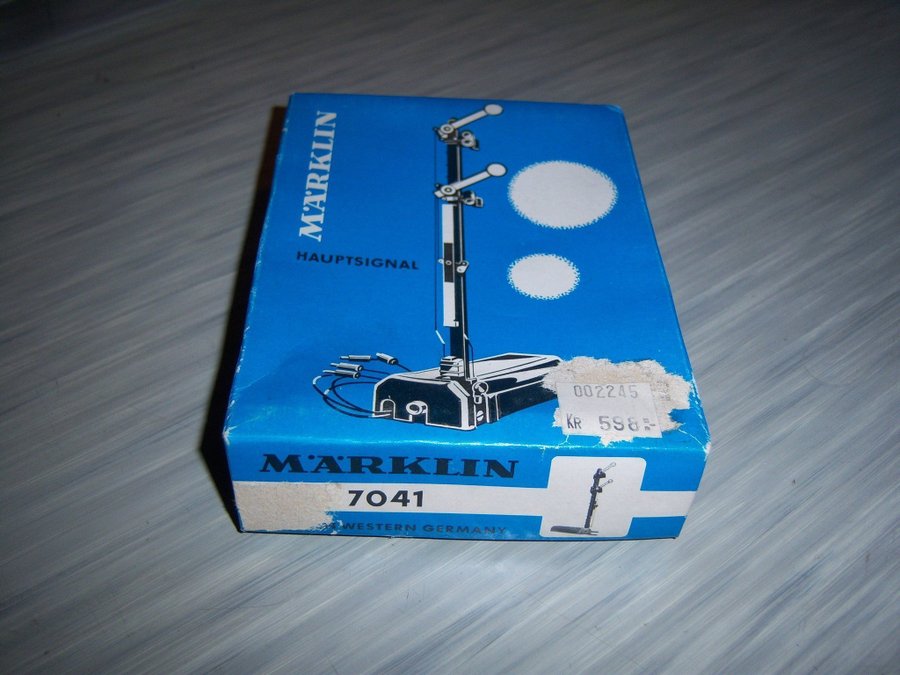 MÄRKLIN
HAUPTSIGNAL
002245
KR 598:-
MÄRKLIN
7041
WESTERN GERMANY